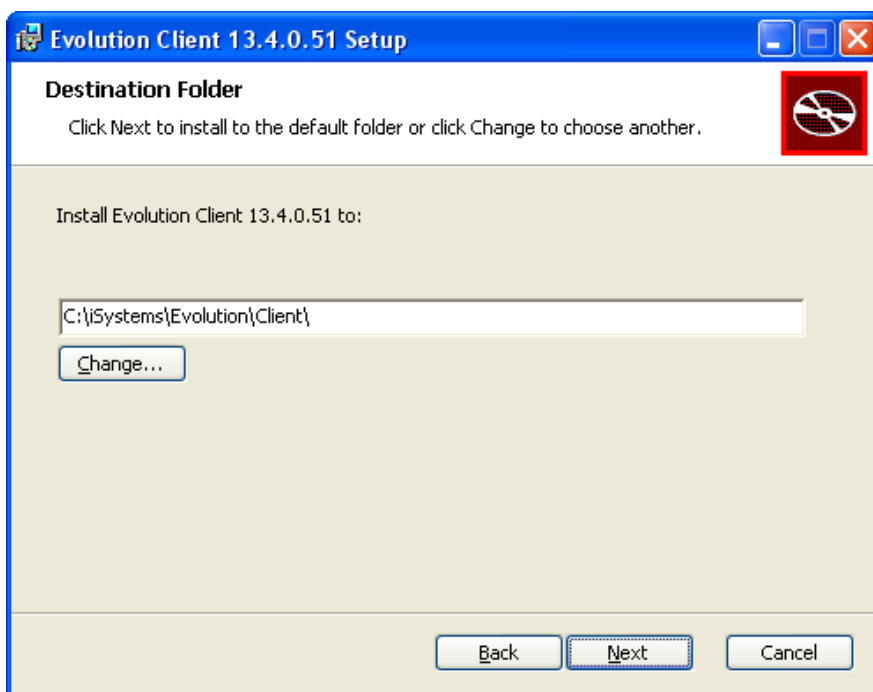 Evolution Client 13.4.0.51 Setup
Destination Folder
Click Next to install to the default folder or click Change to choose another.
Install Evolution Client 13.4.0.51 to:
C:\iSystems\Evolution\Client\
Change...
Back Next Cancel